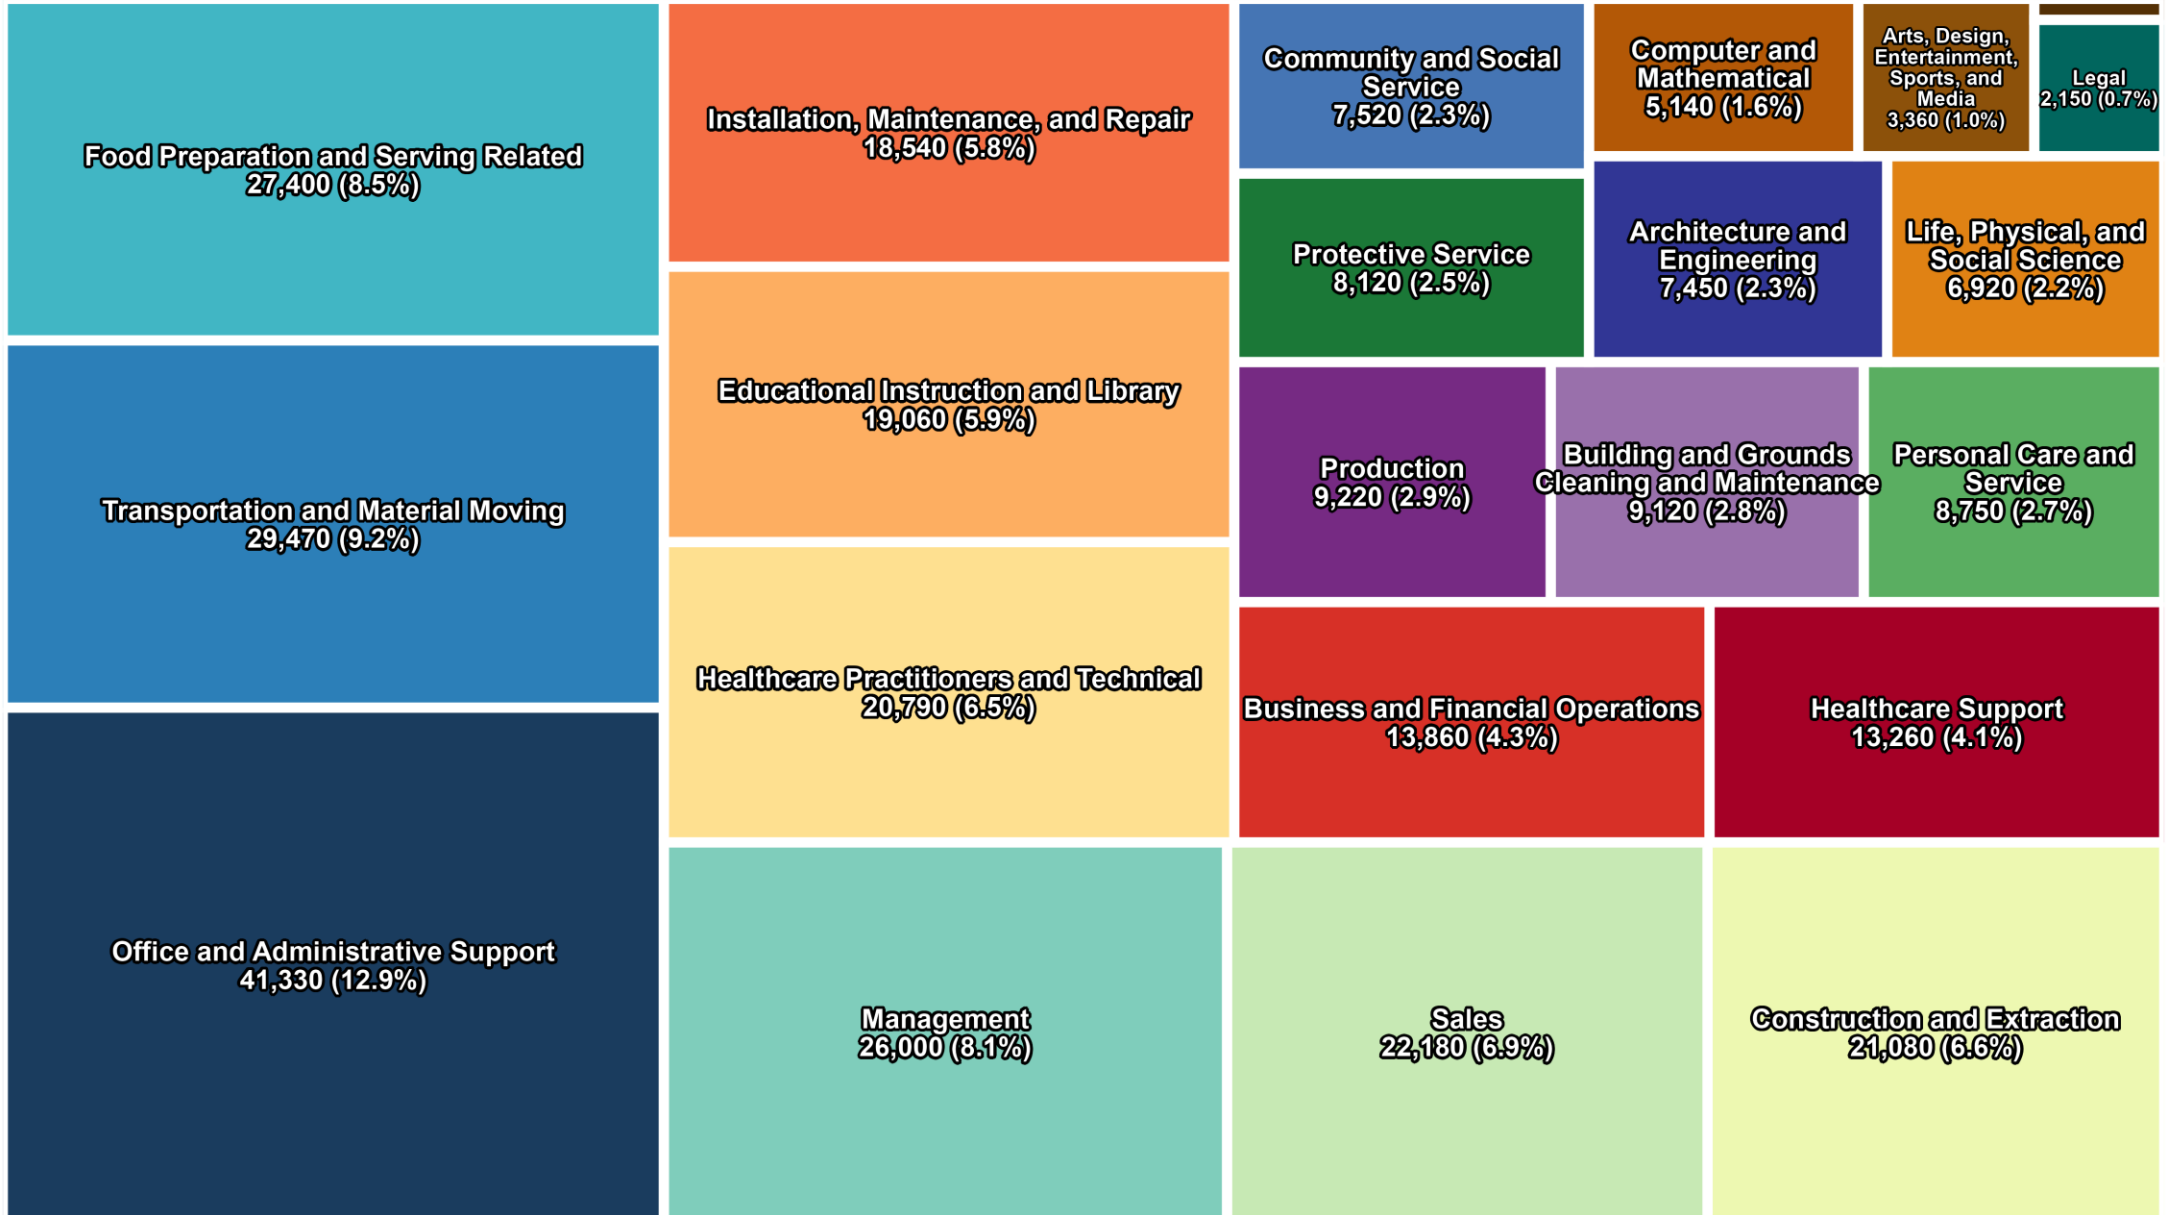 Food Preparation and Serving Related
27,400 (8.5%)
Transportation and Material Moving
29,470 (9.2%)
Office and Administrative Support
41,330 (12.9%)
Installation, Maintenance, and Repair
18,540 (5.8%)
Educational Instruction and Library
19,060 (5.9%)
Healthcare Practitioners and Technical
20,790 (6.5%)
Management
26,000 (8.1%)
Community and Social
Service
7,520 (2.3%)
Protective Service
8,120 (2.5%)
Computer and
Mathematical
5,140 (1.6%)
Arts, Design,
Entertainment,
Sports, and
Media
3,360 (1.0%)
Legal
2,150 (0.7%)
Architecture and
Engineering
7,450 (2.3%)
Life, Physical, and
Social Science
6,920 (2.2%)
Production
9,220 (2.9%)
Building and Grounds
Cleaning and Maintenance
9,120 (2.8%)
Personal Care and
Service
8,750 (2.7%)
Business and Financial Operations
13,860 (4.3%)
Healthcare Support
13,260 (4.1%)
Sales
22,180 (6.9%)
Construction and Extraction
21,080 (6.6%)